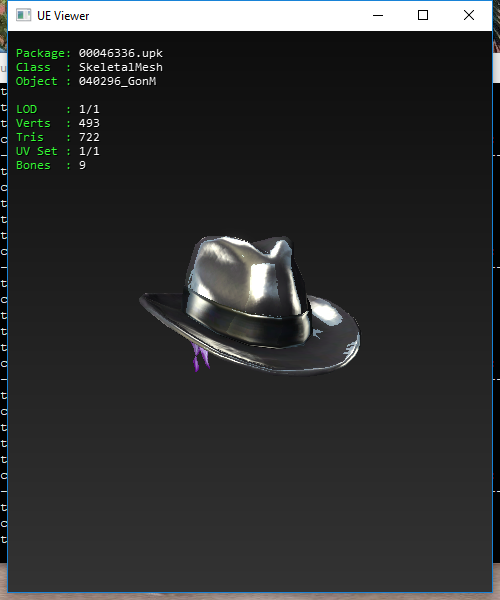 UE Viewer
Package: 00046336.upk
Class : SkeletalMesh
Object : 040296_GonM
LOD : 1/1
Verts : 493
Tris : 722
UV Set : 1/1
Bones : 9